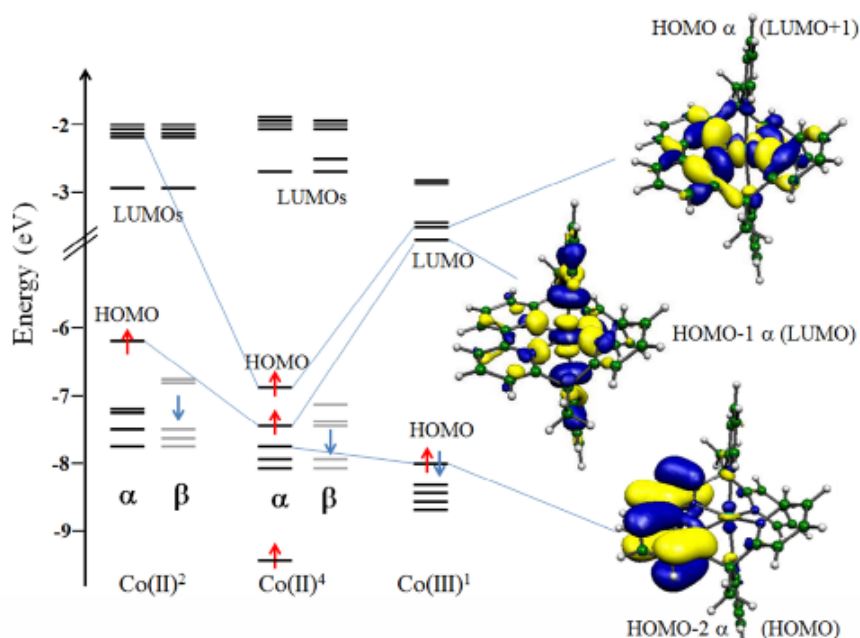 HOMO α (LUMO+1)
Energy (eV)
-2
-3
-6
-7
-8
-9
LUMOs
LUMOs
LUMO
HOMO
HOMO
HOMO
HOMO-1 α (LUMO)
α
β
α
β
Co(II)²
Co(II)⁴
Co(III)¹
HOMO-2 α (HOMO)